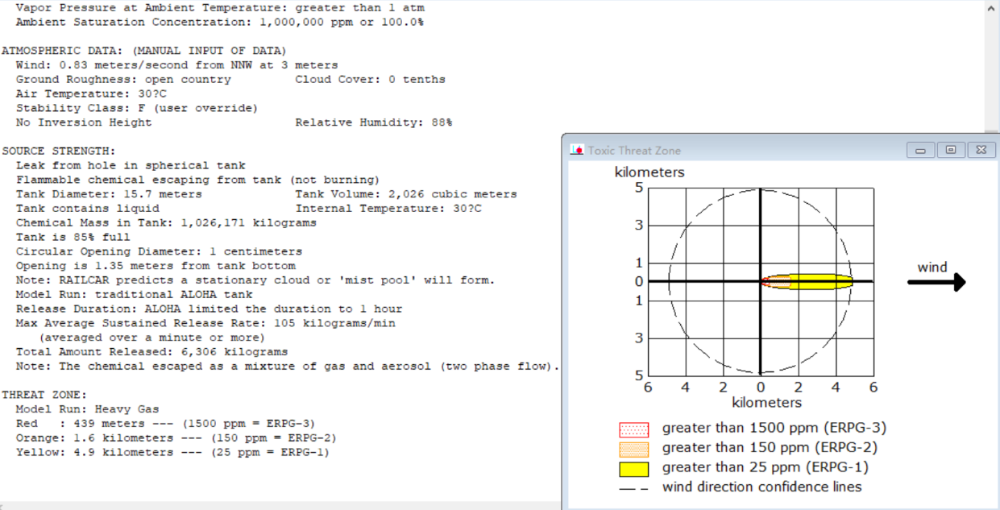 Vapor Pressure at Ambient Temperature: greater than 1 atm
Ambient Saturation Concentration: 1,000,000 ppm or 100.0%
ATMOSPHERIC DATA: (MANUAL INPUT OF DATA)
Wind: 0.83 meters/second from NNW at 3 meters
Ground Roughness: open country Cloud Cover: 0 tenths
Air Temperature: 30?C
Stability Class: F (user override)
No Inversion Height Relative Humidity: 88%
SOURCE STRENGTH:
Leak from hole in spherical tank
Flammable chemical escaping from tank (not burning)
Tank Diameter: 15.7 meters Tank Volume: 2,026 cubic meters
Tank contains liquid Internal Temperature: 30?C
Chemical Mass in Tank: 1,026,171 kilograms
Tank is 85% full
Circular Opening Diameter: 1 centimeters
Opening is 1.35 meters from tank bottom
Note: RAILCAR predicts a stationary cloud or 'mist pool' will form.
Model Run: traditional ALOHA tank
Release Duration: ALOHA limited the duration to 1 hour
Max Average Sustained Release Rate: 105 kilograms/min
(averaged over a minute or more)
Total Amount Released: 6,306 kilograms
Note: The chemical escaped as a mixture of gas and aerosol (two phase flow).
THREAT ZONE:
Model Run: Heavy Gas
Red : 439 meters --- (1500 ppm = ERPG-3)
Orange: 1.6 kilometers --- (150 ppm = ERPG-2)
Yellow: 4.9 kilometers --- (25 ppm = ERPG-1)
Toxic Threat Zone
kilometers
5
3
1
0
1
3
5
6 4 2 0 2 4 6
kilometers
wind
greater than 1500 ppm (ERPG-3)
greater than 150 ppm (ERPG-2)
greater than 25 ppm (ERPG-1)
wind direction confidence lines